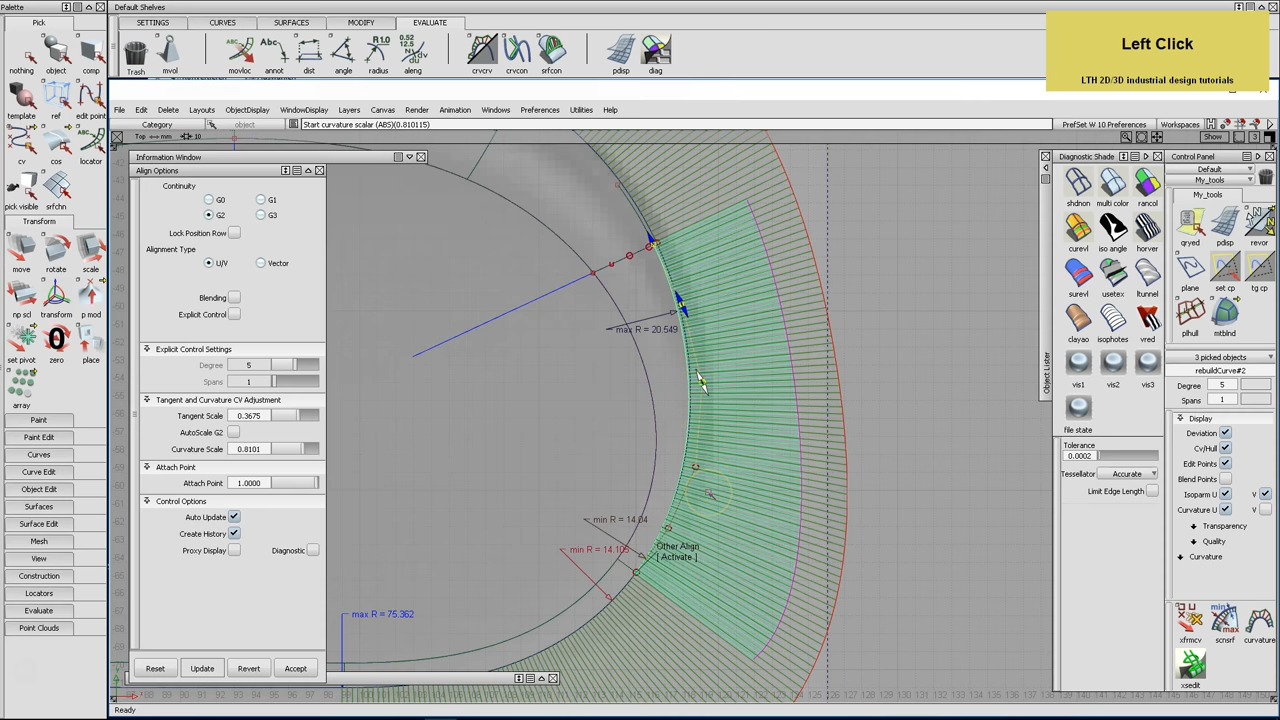 Palette
Default Shelves
Pick
SETTINGS
CURVES
SURFACES
MODIFY
EVALUATE
Left Click
LTH 2D/3D industrial design tutorials
nothing
object
comp
Trash
mvol
movloc
Annot
dist
angle
radius
aleng
crvcrv
crvcon
srfcon
pdisp
diag
template
ref
edit point
File
Edit
Delete
Layouts
ObjectDisplay
WindowDisplay
Layers
Canvas
Render
Animation
Windows
Preferences
Utilities
Help
Category
object
Start curvature scalar (ABS)(0.810115)
PrefSet W 10 Preferences
Workspaces
Top
mm
10
Show
3
cv
cos
locator
pick visible
srfchn
Transform
move
rotate
scale
np scl
transform
p mod
set pivot
zero
place
array
Paint
Paint Edit
Curves
Curve Edit
Object Edit
Surfaces
Surface Edit
Mesh
View
Construction
Locators
Evaluate
Point Clouds
Information Window
Align Options
Continuity
G0
G1
G2
G3
Lock Position Row
Alignment Type
U/V
Vector
Blending
Explicit Control
Explicit Control Settings
Degree
5
Spans
1
Tangent and Curvature CV Adjustment
Tangent Scale
0.3675
AutoScale G2
Curvature Scale
0.8101
Attach Point
Attach Point
1.0000
Control Options
Auto Update
Create History
Proxy Display
Diagnostic
Reset
Update
Revert
Accept
max R = 20.549
min R = 14.04
min R = 14.105
Other Align
[ Activate ]
max R = 75.362
Object Lister
Diagnostic Shade
shdnon
multi color
rancol
curevl
iso angle
horver
surevl
usetex
ltunnel
clayao
isophotes
vred
vis1
vis2
vis3
file state
Tolerance
0.0002
Tessellator
Accurate
Limit Edge Length
Control Panel
Default
My_tools
My_tools
qryed
pdisp
revor
plnt
set cp
tg cp
plhull
mtblnd
3 picked objects
rebuildCurve#2
Degree
5
Spans
1
Display
Deviation
Cv/Hull
Edit Points
Blend Points
Isoparm U
V
Curvature U
V
Transparency
Quality
Curvature
xfrmcv
scnsrf
curvature
xsedit
Ready